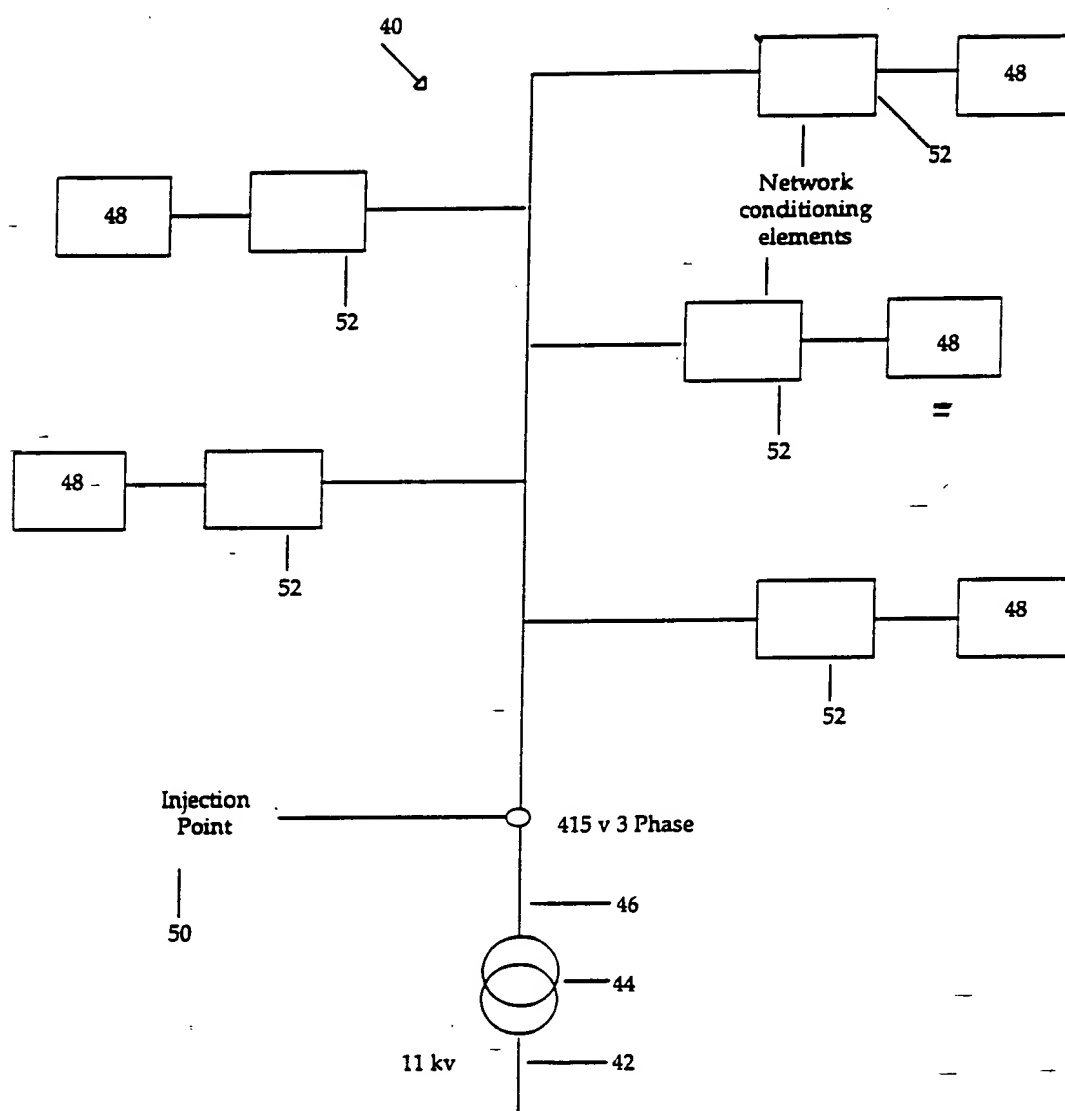 40
48
52
Network
conditioning
elements
48
52
48
52
48
52
48
52
Injection
Point
415 v 3 Phase
50
46
44
11 kv
42